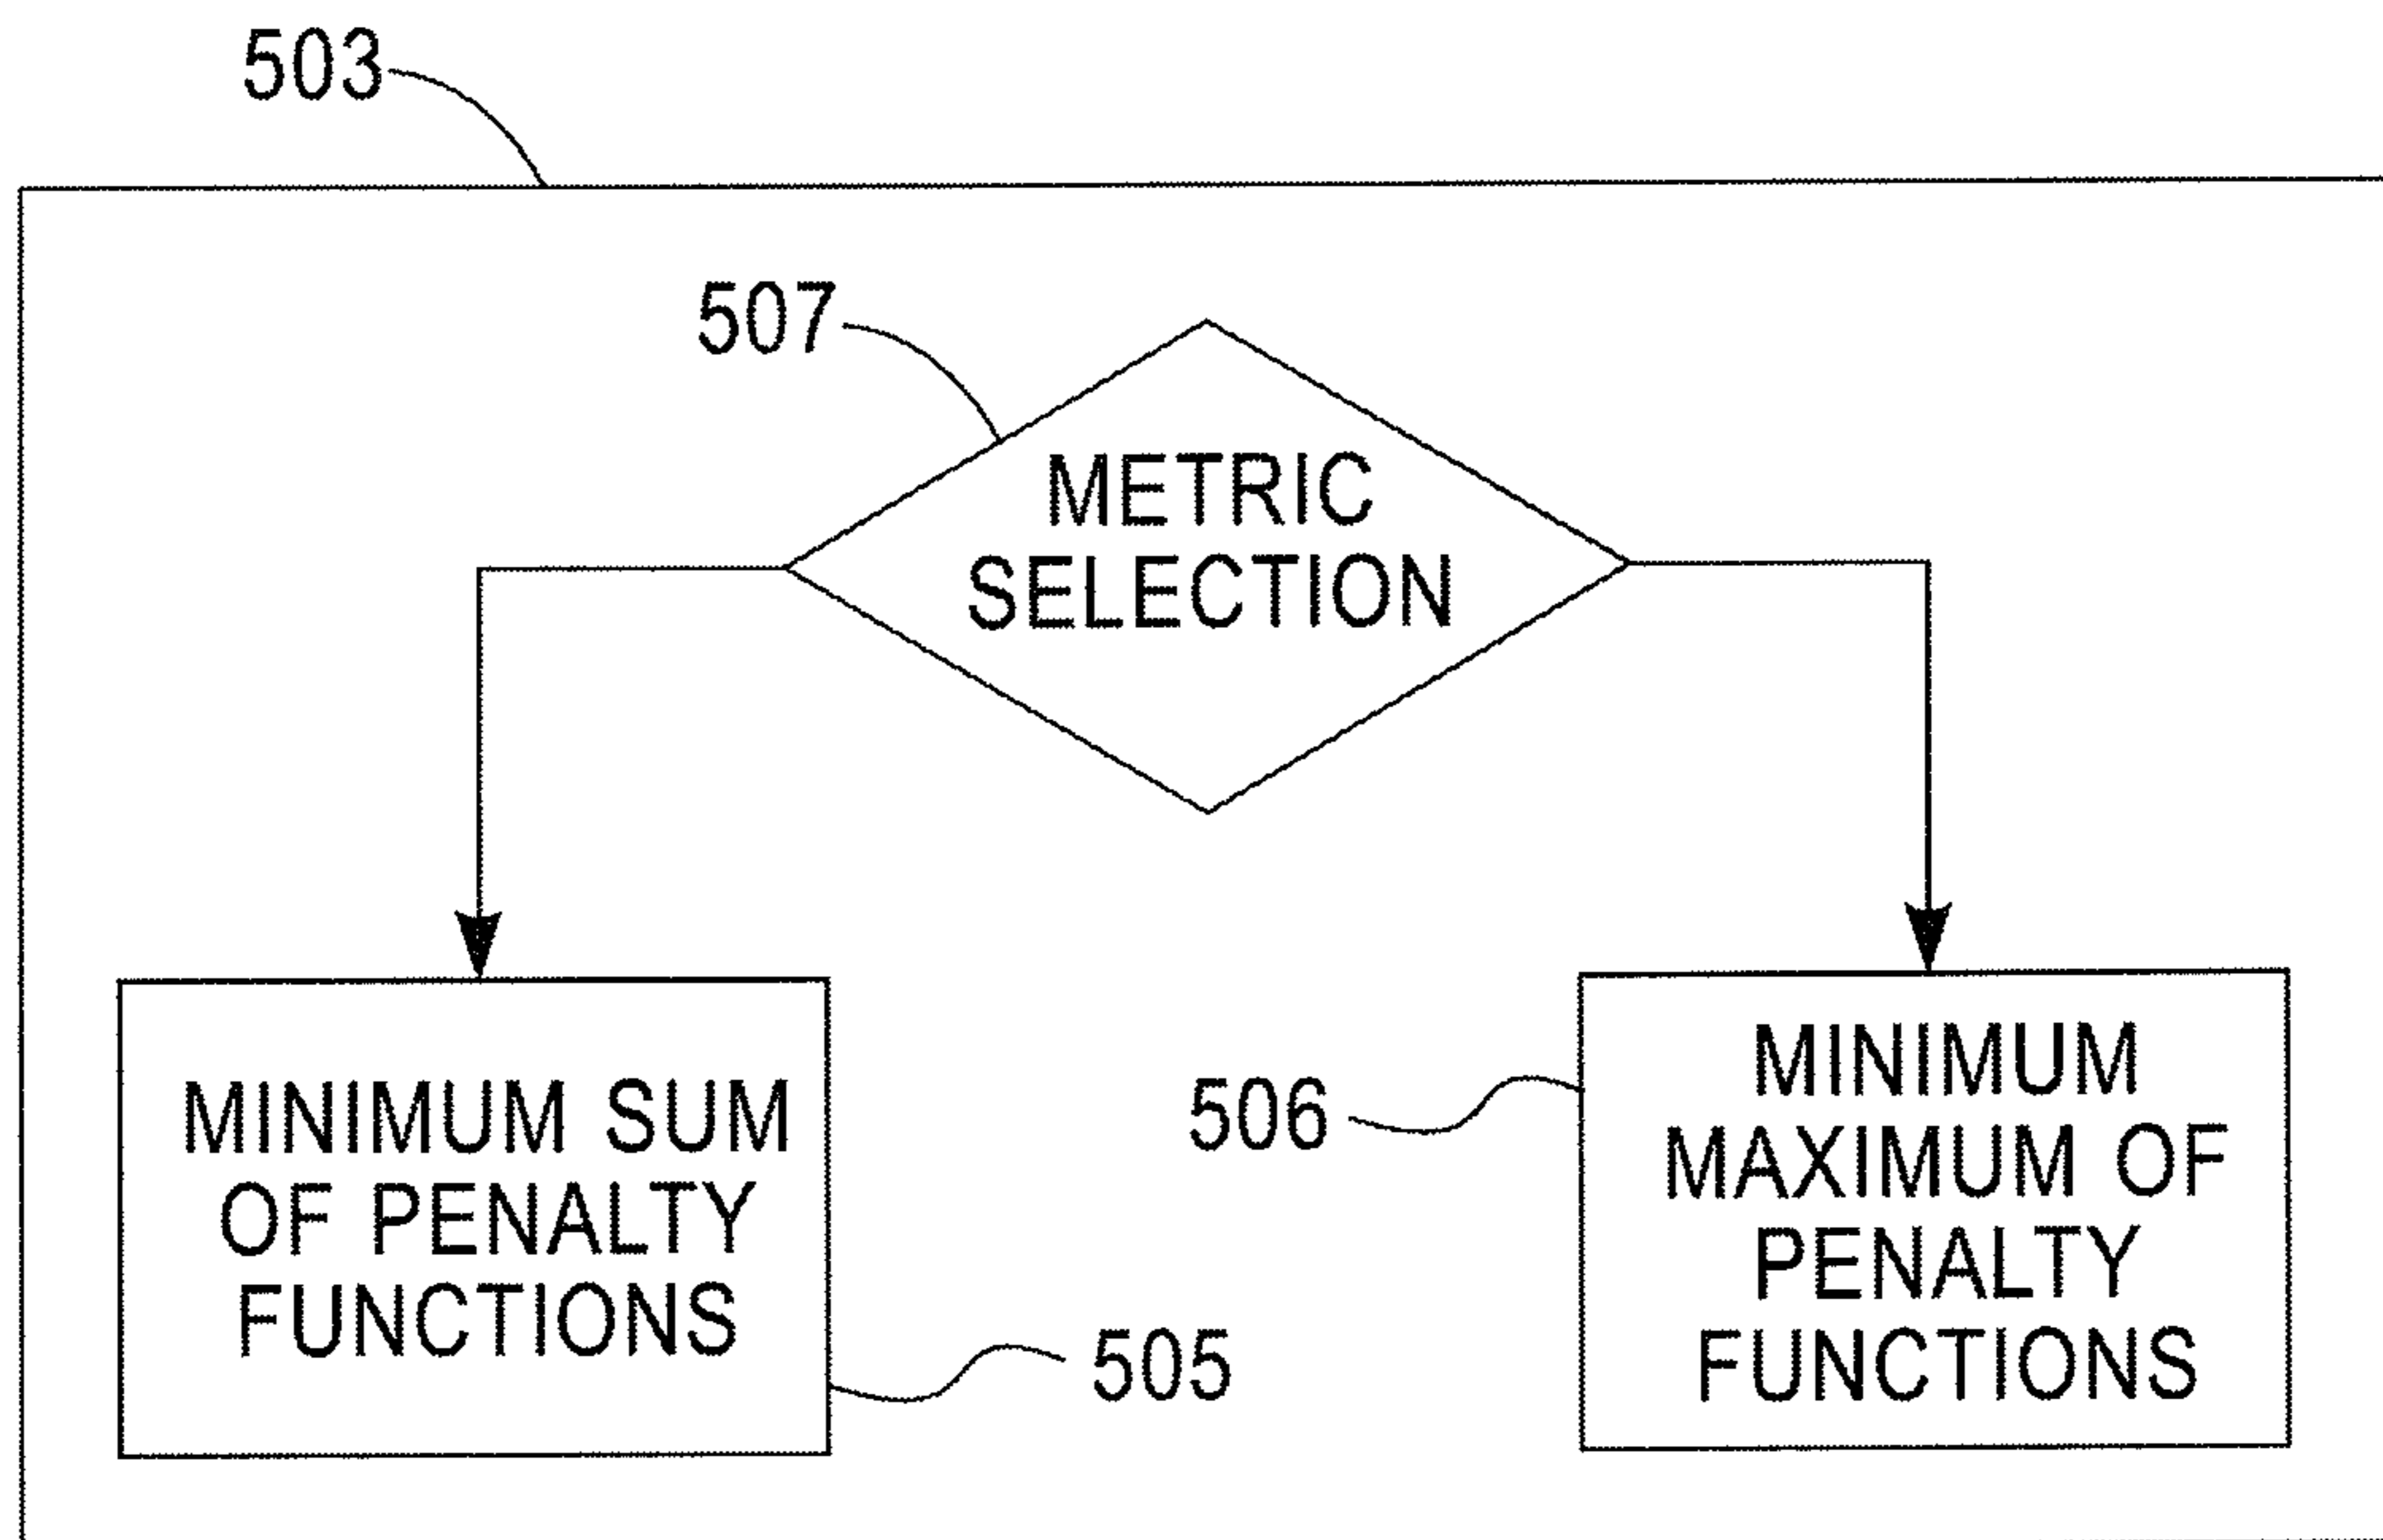 503
507
METRIC
SELECTION
MINIMUM SUM
OF PENALTY
FUNCTIONS
505
506
MINIMUM
MAXIMUM OF
PENALTY
FUNCTIONS